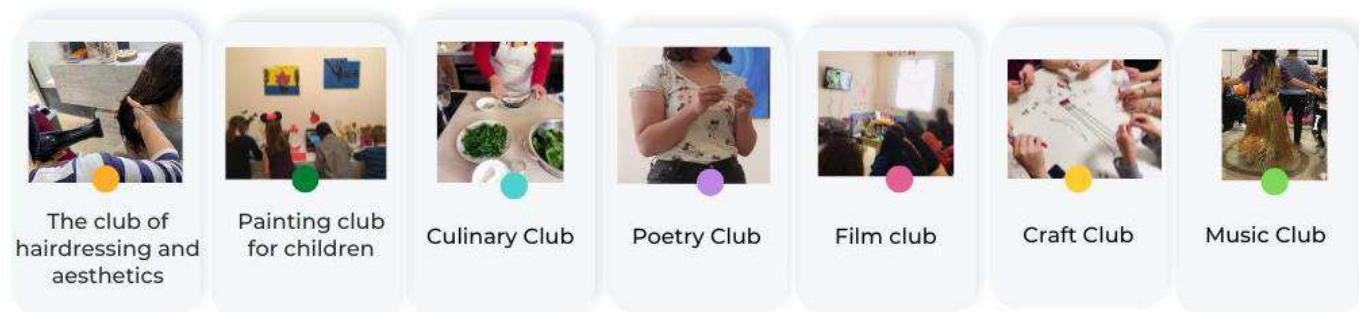 The club of
hairdressing and
aesthetics
Painting club
for children
Culinary Club
Poetry Club
Film club
Craft Club
Music Club